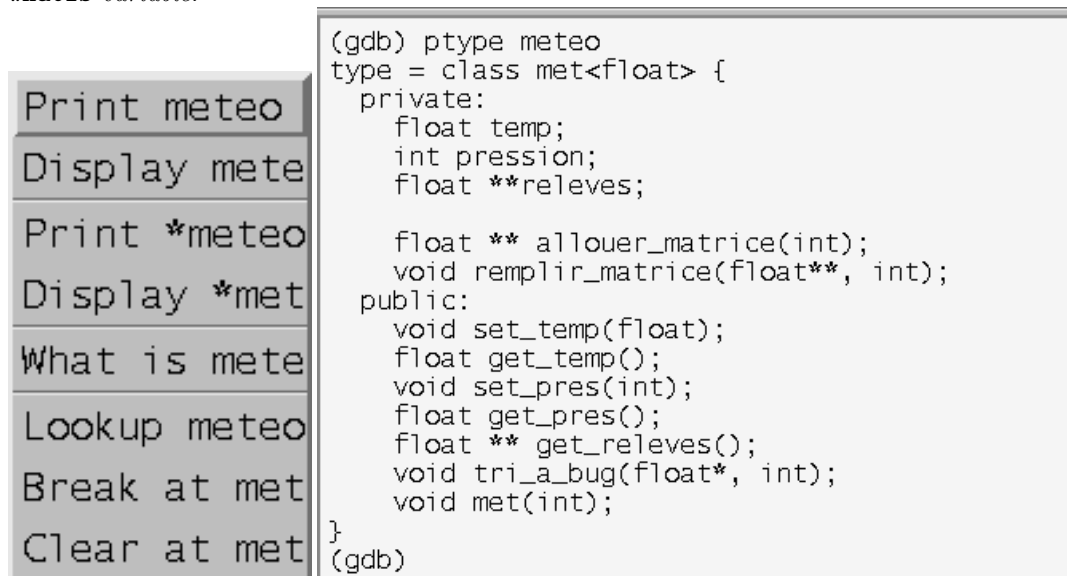 Print meteo
Display mete
Print *meteo
Display *met
What is mete
Lookup meteo
Break at met
Clear at met
(gdb) ptype meteo
type = class met<float> {
  private:
    float temp;
    int pression;
    float **releves;

    float ** allouer_matrice(int);
    void remplir_matrice(float**, int);
  public:
    void set_temp(float);
    float get_temp();
    void set_pres(int);
    float get_pres();
    float ** get_releves();
    void tri_a_bug(float*, int);
    void met(int);
}
(gdb)